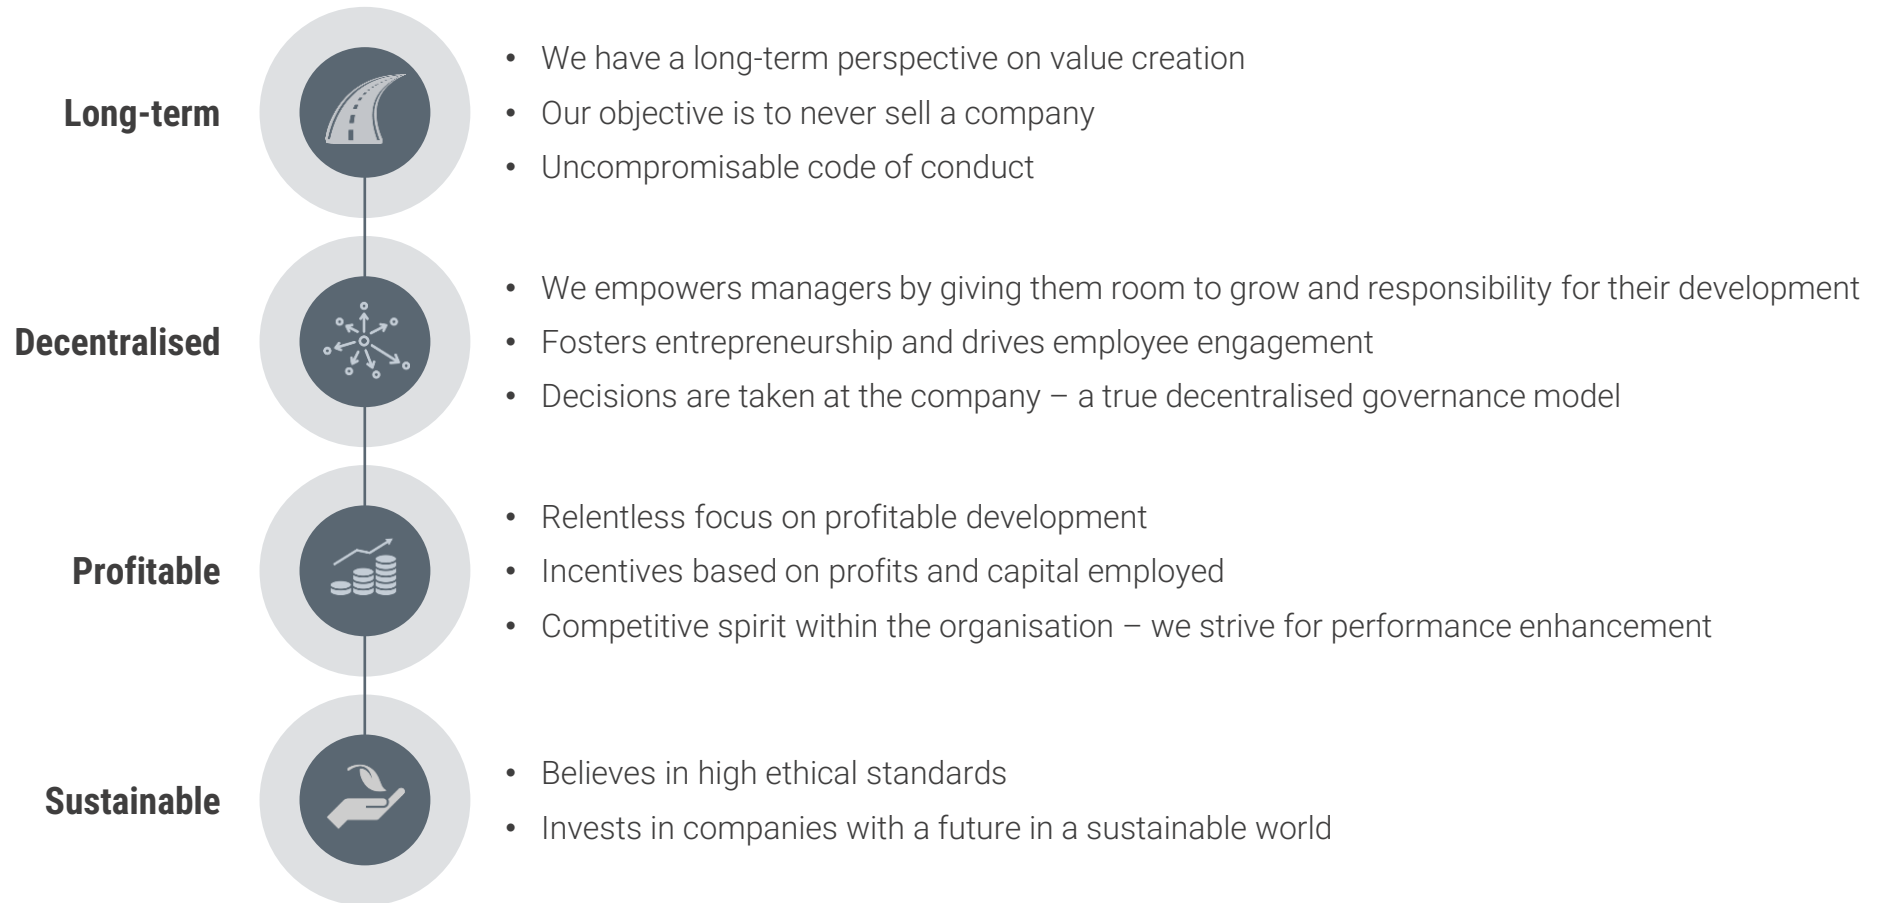 Long-term
• We have a long-term perspective on value creation
• Our objective is to never sell a company
• Uncompromisable code of conduct
Decentralised
• We empowers managers by giving them room to grow and responsibility for their development
• Fosters entrepreneurship and drives employee engagement
• Decisions are taken at the company – a true decentralised governance model
Profitable
• Relentless focus on profitable development
• Incentives based on profits and capital employed
• Competitive spirit within the organisation – we strive for performance enhancement
Sustainable
• Believes in high ethical standards
• Invests in companies with a future in a sustainable world